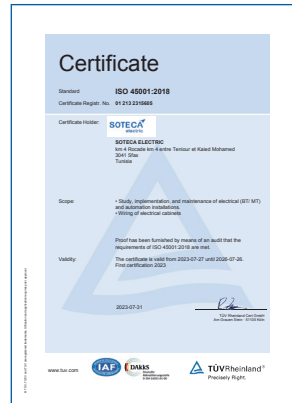 Certificate
Standard ISO 45001:2018
Certificate Registr. No. 01 213 2315605
Certificate Holder:
SOTECA
electric
SOTECA ELECTRIC
km 4 Rocade km 4 entre Teniour et Kaied Mohamed
3041 Sfax
Tunisia
Scope:
• Study, implementation, and maintenance of electrical (BT/ MT)
and automation installations.
• Wiring of electrical cabinets
Proof has been furnished by means of an audit that the
requirements of ISO 45001:2018 are met.
Validity:
The certificate is valid from 2023-07-27 until 2026-07-26.
First certification 2023
2023-07-31
TÜV Rheinland Cert GmbH
Am Grauen Stein · 51105 Köln
www.tuv.com
IAF
DAkkS
Deutsche
Akkreditierungsstelle
TÜVRheinland®
Precisely Right.